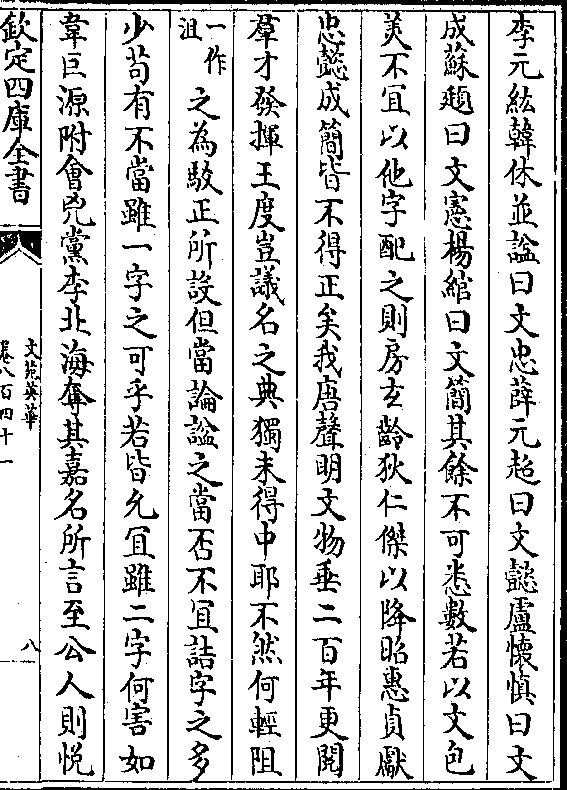 李元紘韓休並諡曰文忠薛元超曰文懿盧懷慎曰文
成蘇頲曰文憲楊綰曰文簡其餘不可悉數若以文包
美不宜以他字配之則房玄齡狄仁傑以降昭惠貞獻
忠懿成簡皆不得正矣我唐聲明文物垂二百年更閱
羣才發揮王度豈議名之典獨未得中耶不然何輕阻
一作沮
之為駮正所設但當論諡之當否不宜詰字之多
少苟有不當雖一字之可乎若皆允宜雖二字何害如
韋巨源附會兇黨李北海奪其嘉名所言至公人則悅
欽定四庫全書
文苑英華
卷八百四十一
八